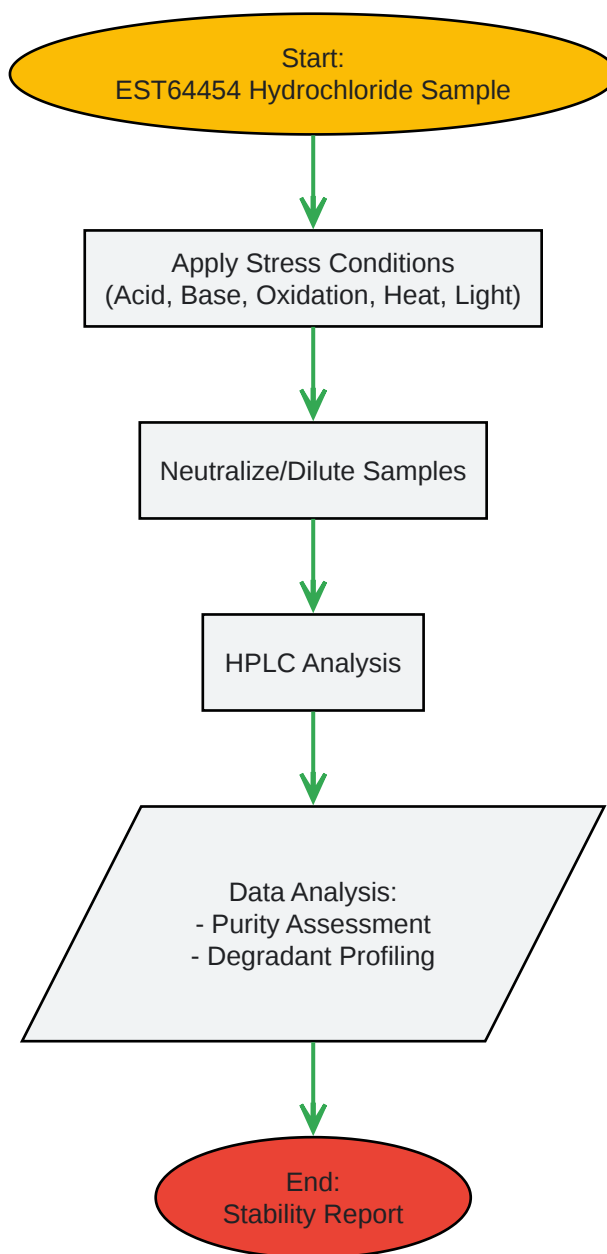 Start:
EST64454 Hydrochloride Sample
Apply Stress Conditions
(Acid, Base, Oxidation, Heat, Light)
Neutralize/Dilute Samples
HPLC Analysis
Data Analysis:
- Purity Assessment
- Degradant Profiling
End:
Stability Report